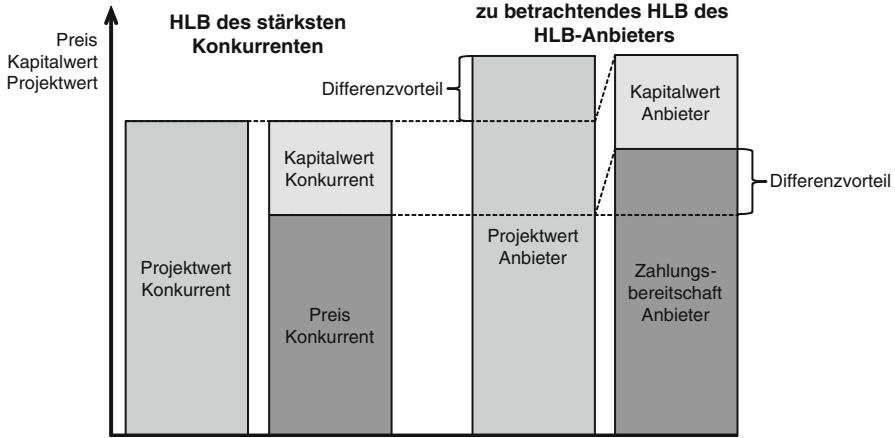 HLB des stärksten
Konkurrenten
zu betrachtendes HLB des
HLB-Anbieters
Preis
Kapitalwert
Projektwert
Differenzvorteil
Kapitalwert
Anbieter
Kapitalwert
Konkurrent
Differenzvorteil
Projektwert
Konkurrent
Preis
Konkurrent
Projektwert
Anbieter
Zahlungs-
bereitschaft
Anbieter